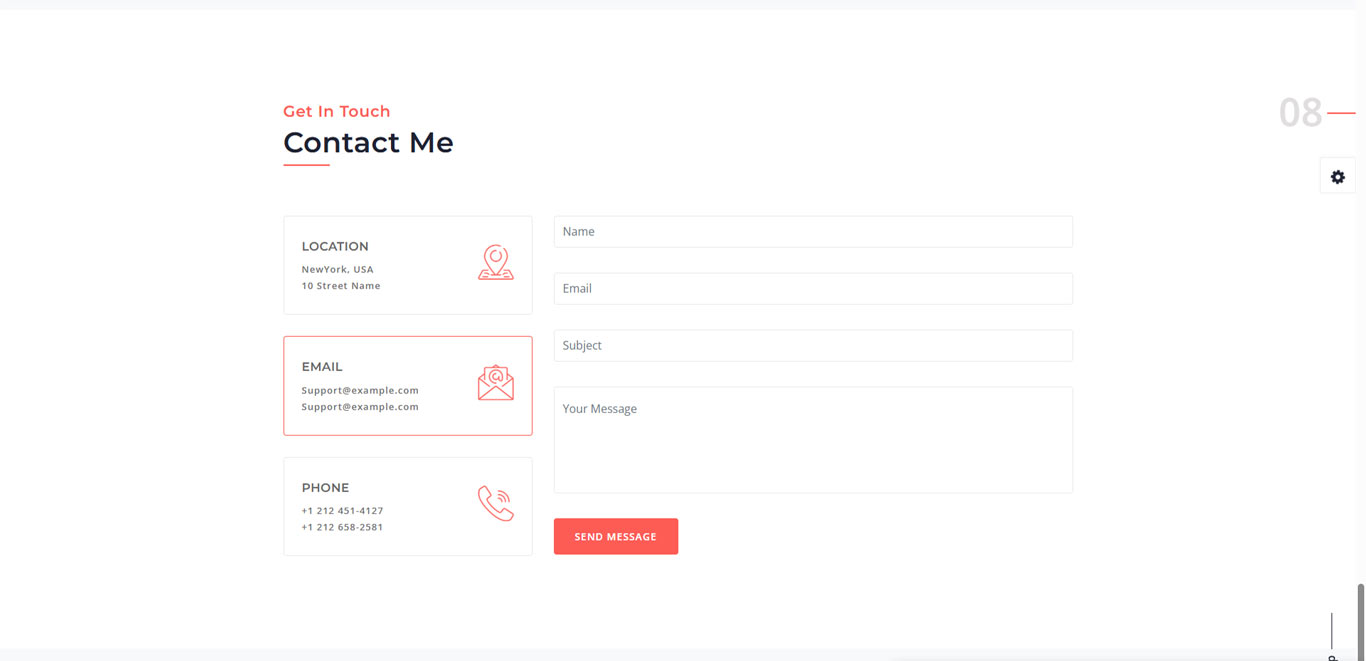 Get In Touch
Contact Me
08
LOCATION
NewYork, USA
10 Street Name
EMAIL
Support@example.com
Support@example.com
PHONE
+1 212 451-4127
+1 212 658-2581
Name
Email
Subject
Your Message
SEND MESSAGE